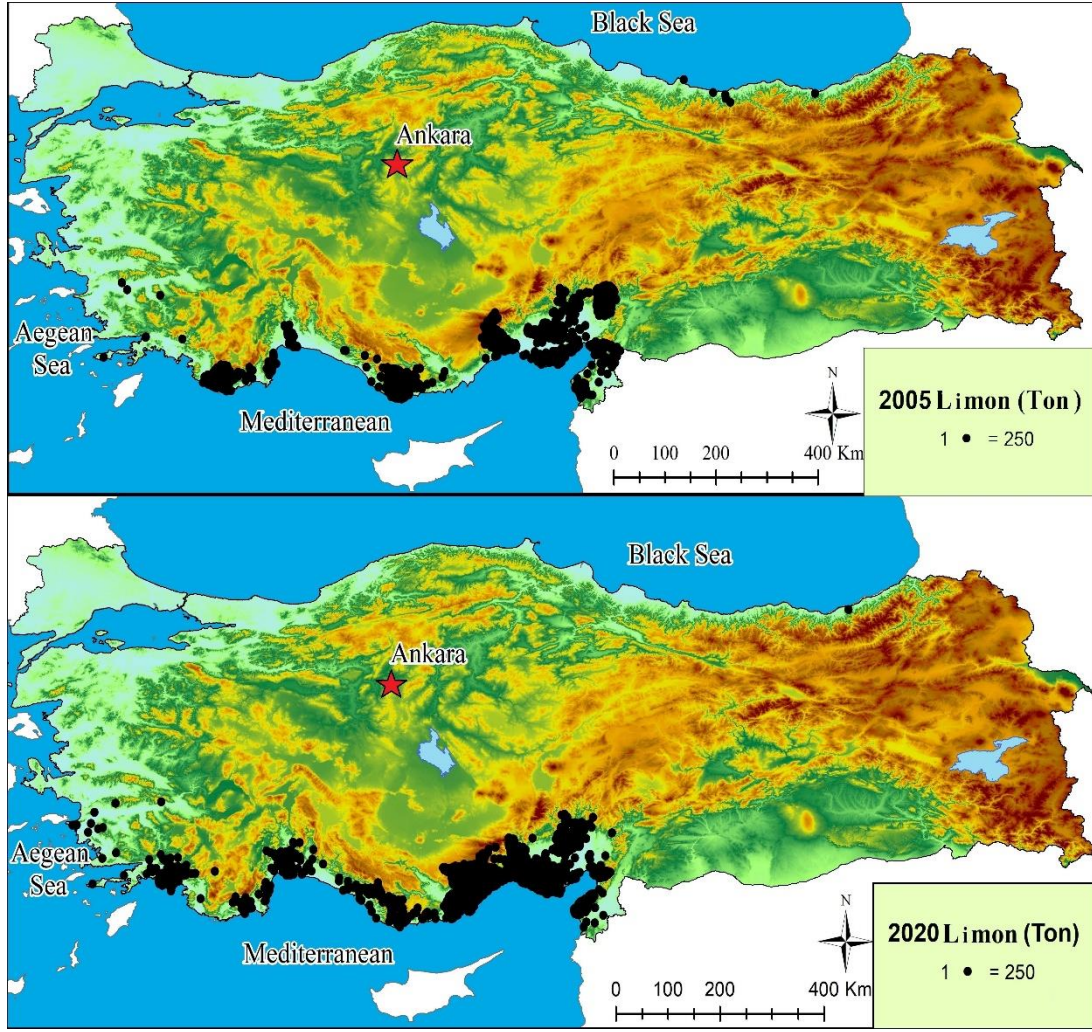 Black Sea
Ankara
Aegean
Sea
Mediterranean
N
0 100 200 400 Km
2005 Limon (Ton)
1 ● = 250
Black Sea
Ankara
Aegean
Sea
Mediterranean
N
0 100 200 400 Km
2020 Limon (Ton)
1 ● = 250